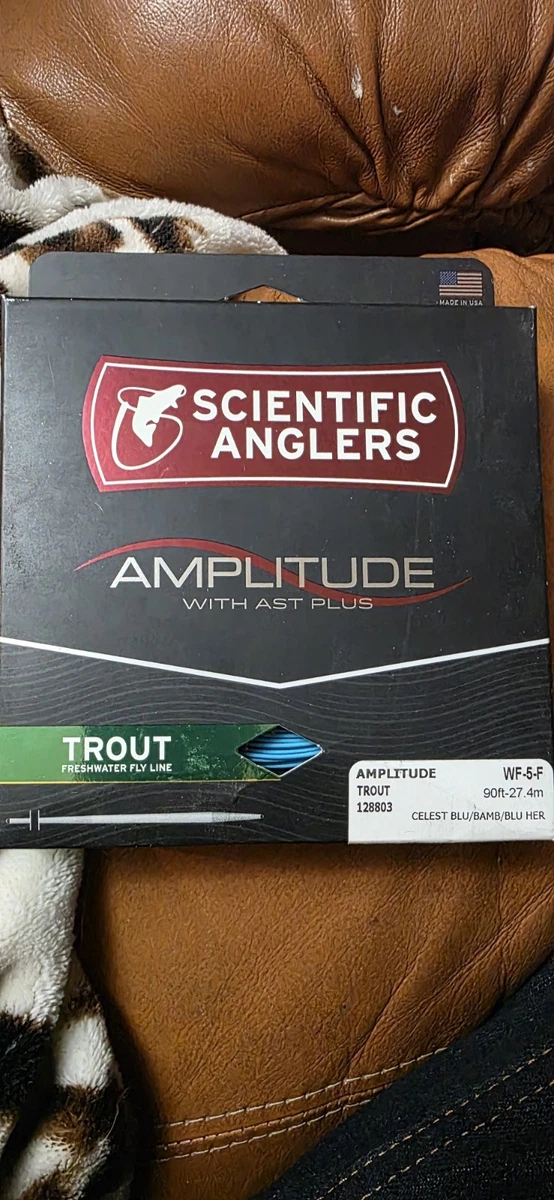 MADE IN USA
SCIENTIFIC
ANGLERS
AMPLITUDE
WITH AST PLUS
TROUT
FRESHWATER FLY LINE
AMPLITUDE WF-5-F
TROUT 90ft-27.4m
128803
CELEST BLU/BAMB/BLU HER